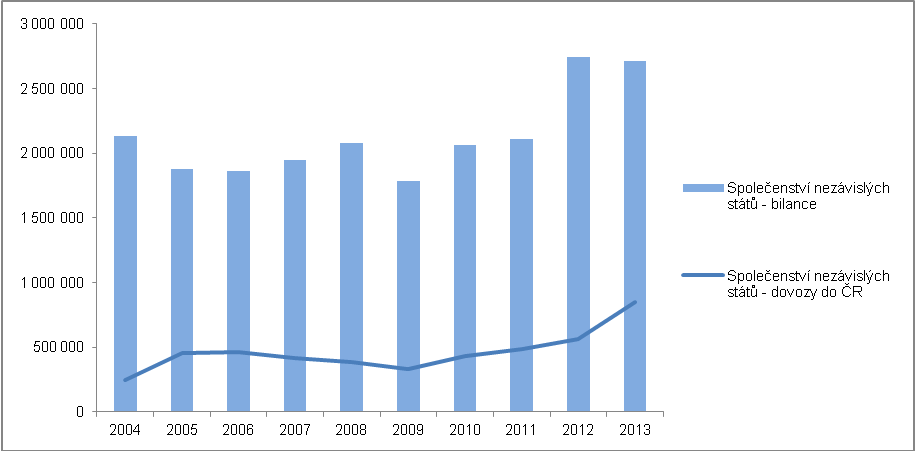 3 000 000
2 500 000
2 000 000
1 500 000
1 000 000
500 000
0
2004 2005 2006 2007 2008 2009 2010 2011 2012 2013
Společenství nezávislých
států - bilance
Společenství nezávislých
států - dovozy do ČR